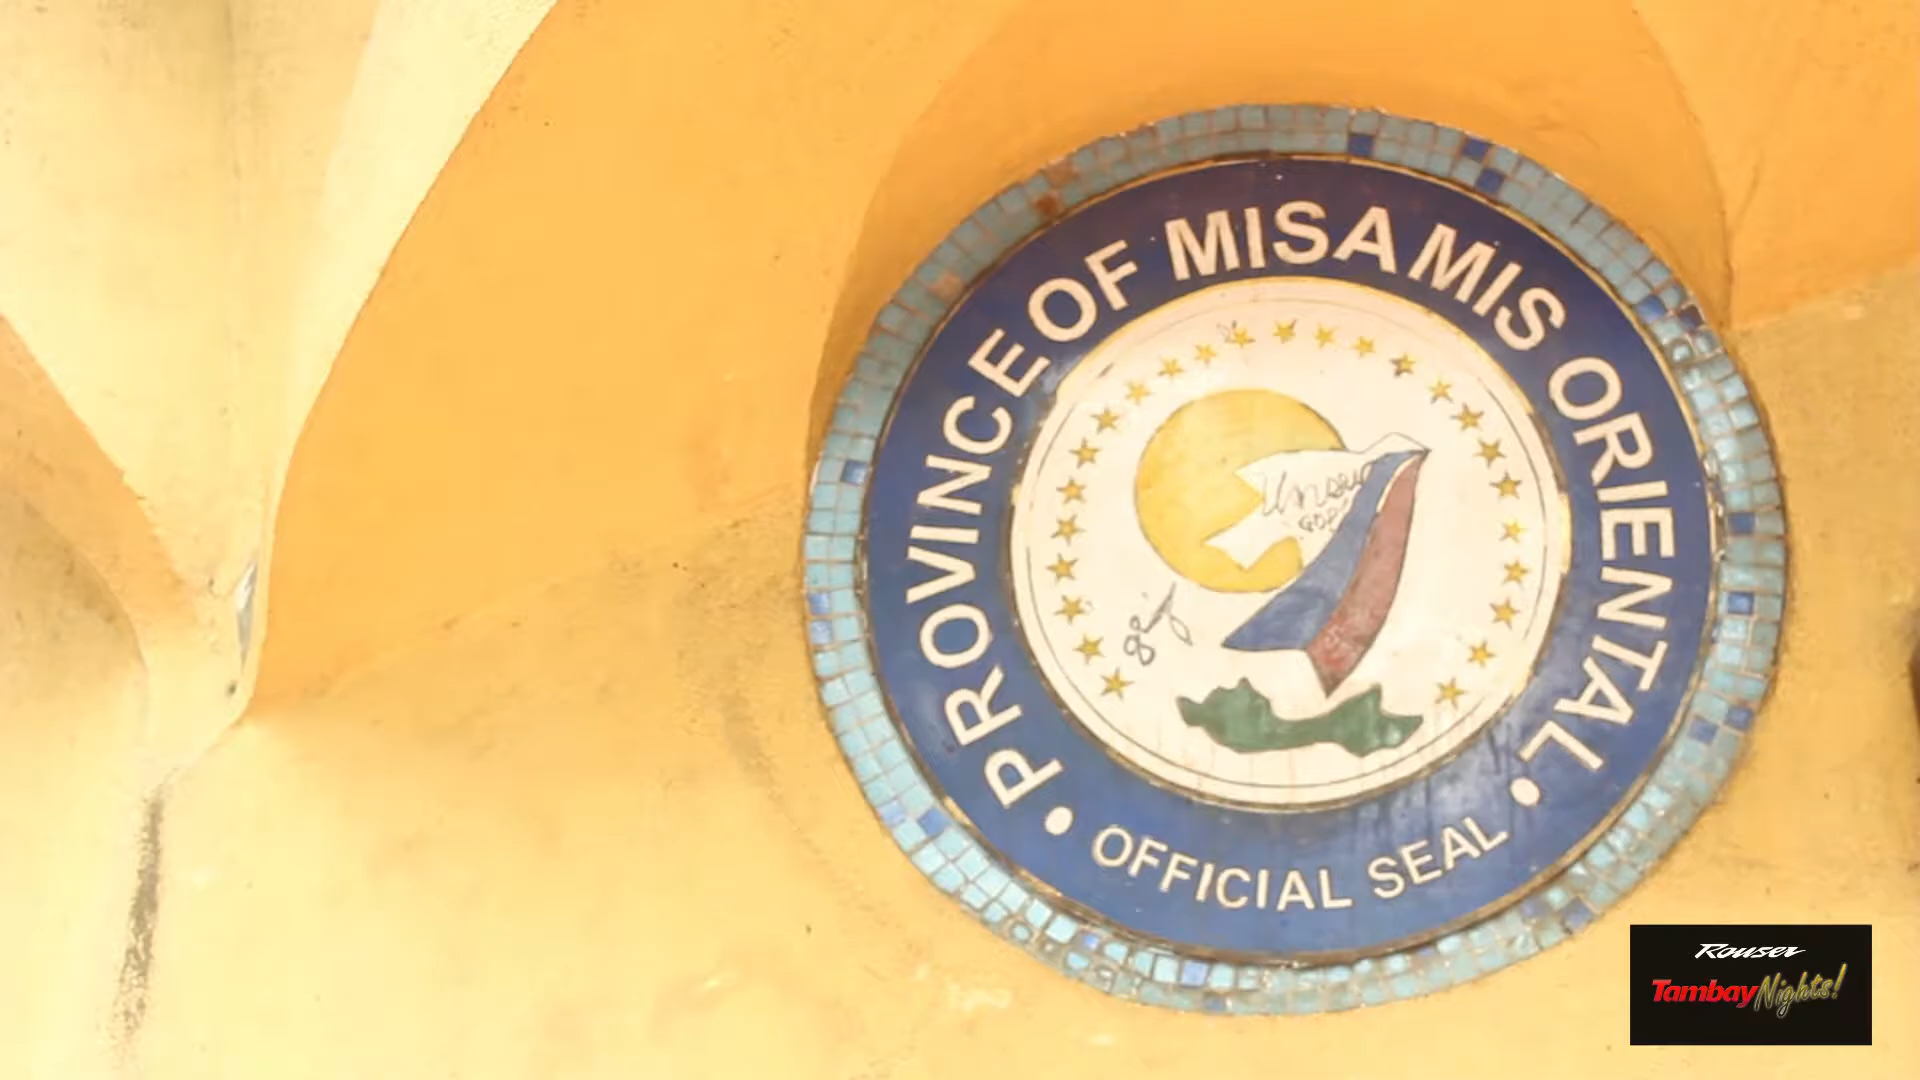 • PROVINCE OF MISAMIS ORIENTAL •
OFFICIAL SEAL
Rouser
TambayNights!